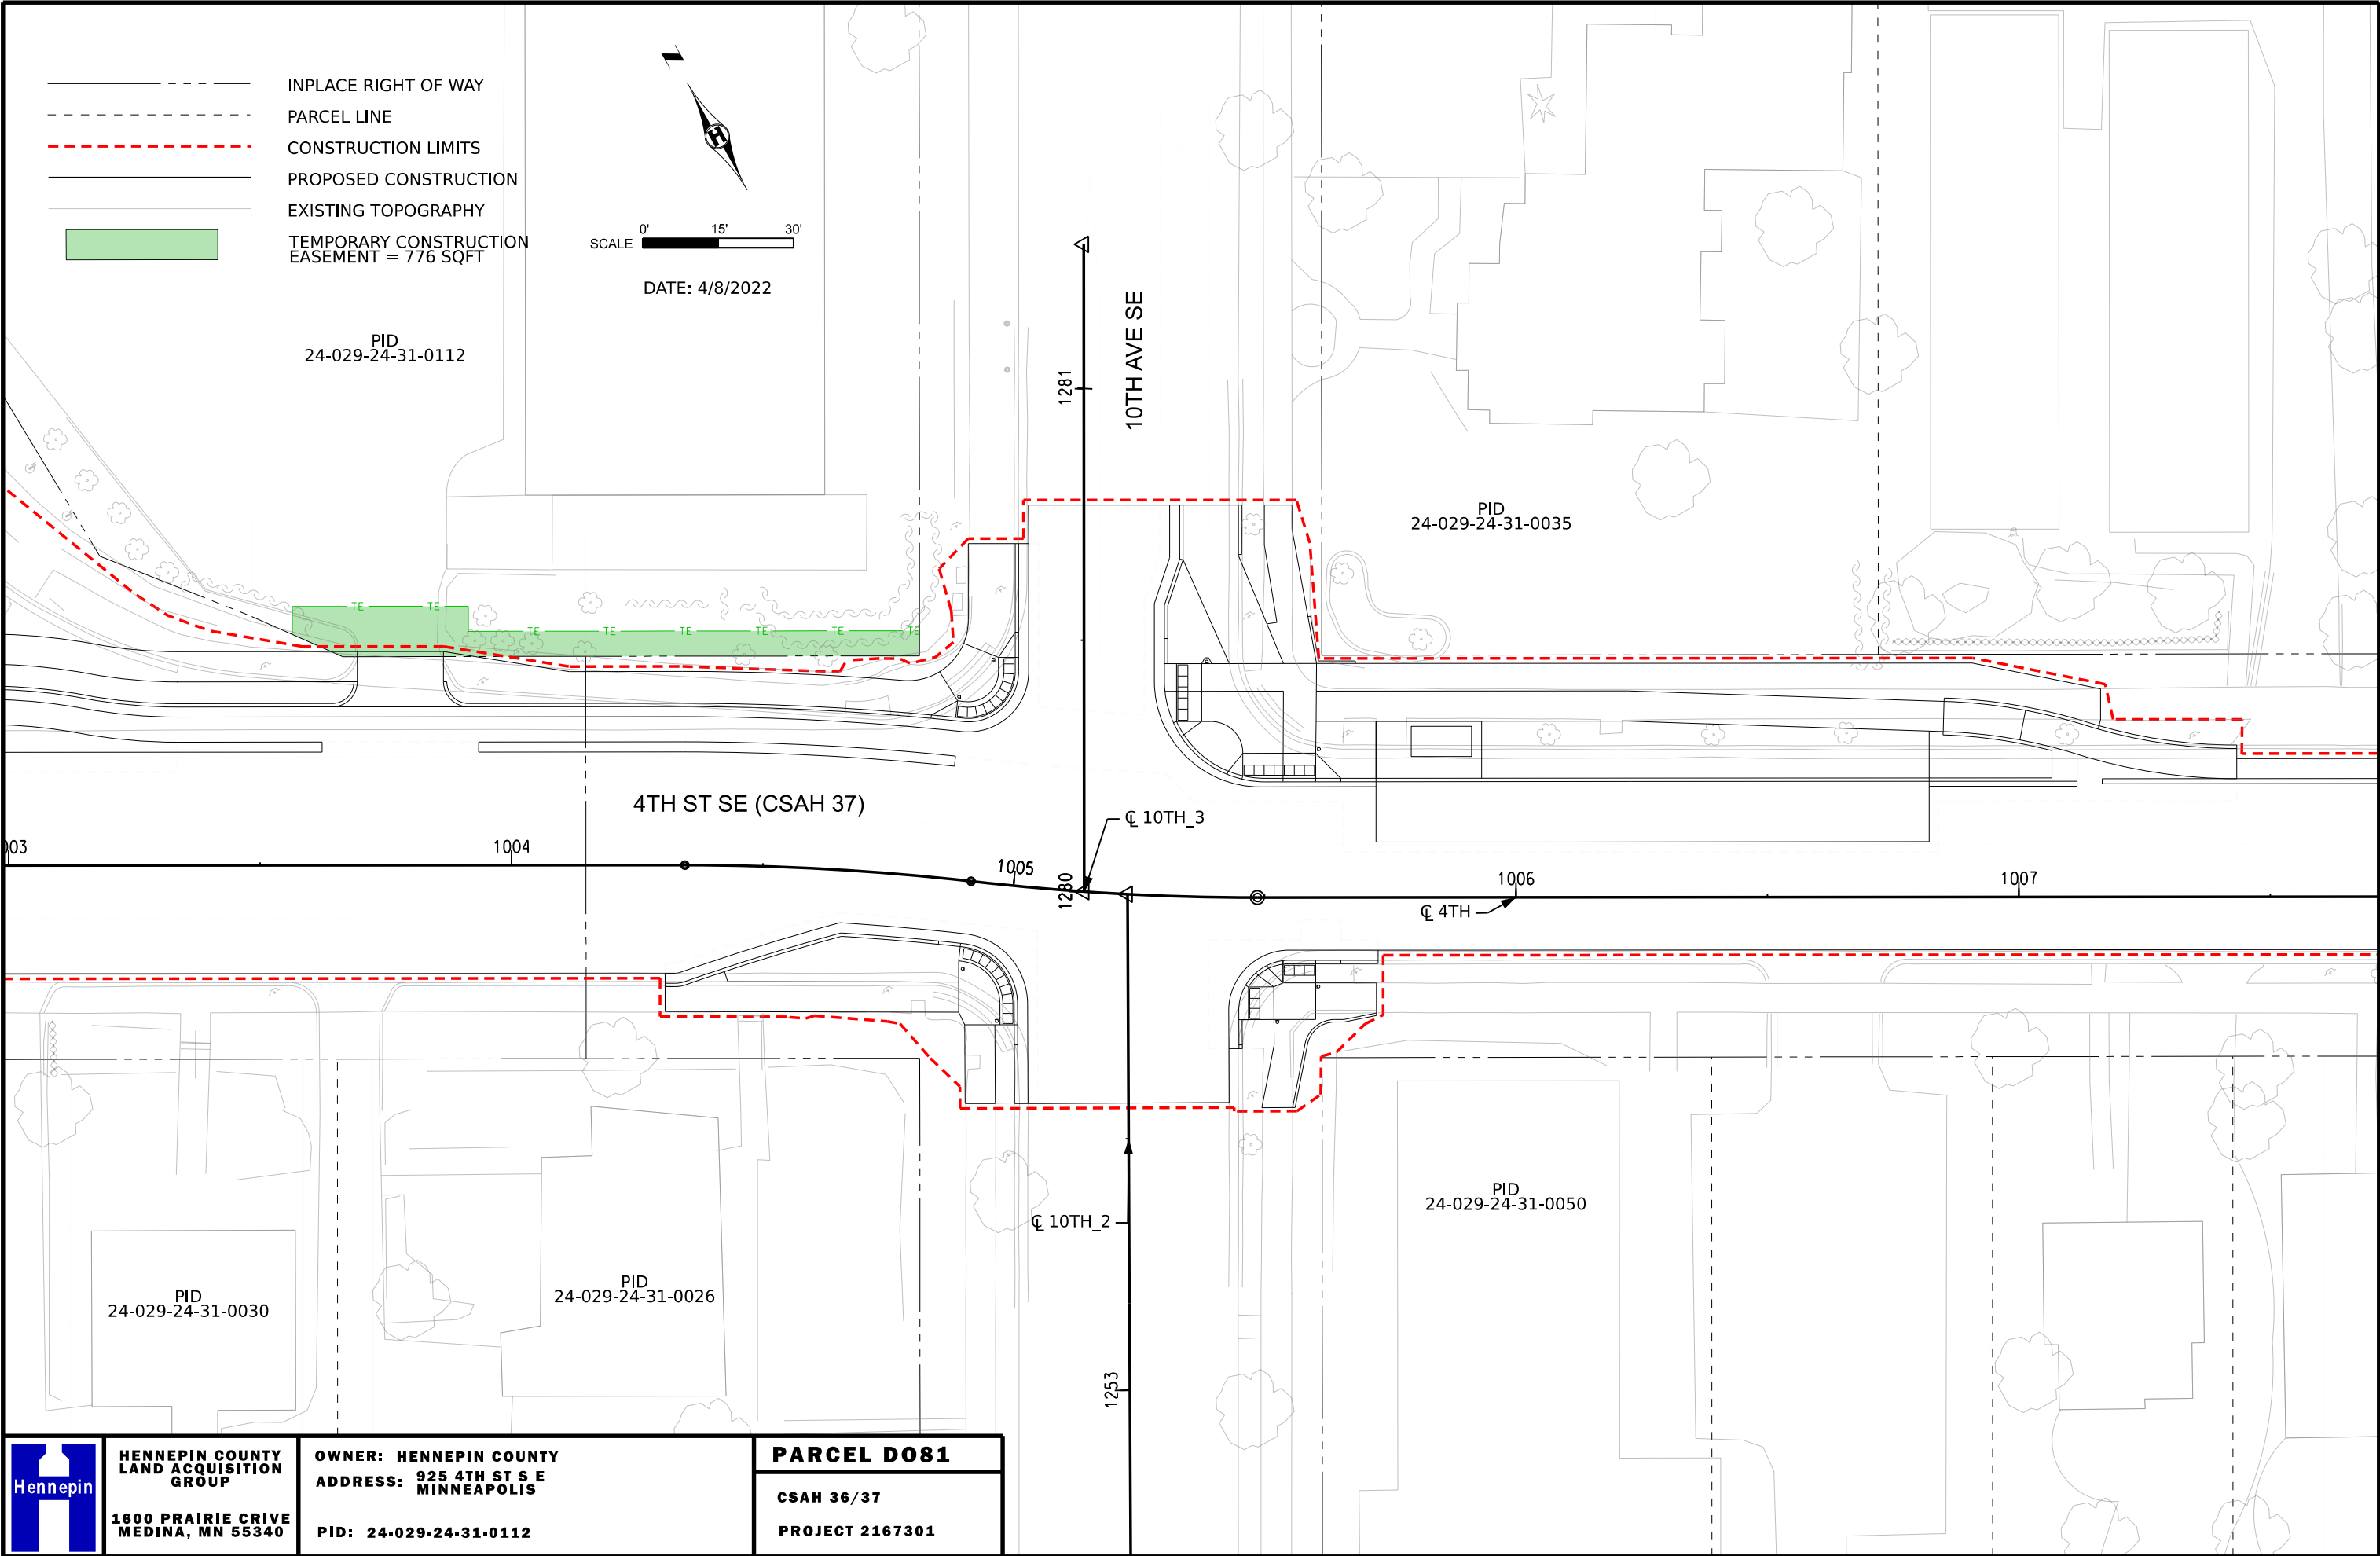 INPLACE RIGHT OF WAY
PARCEL LINE
CONSTRUCTION LIMITS
PROPOSED CONSTRUCTION
EXISTING TOPOGRAPHY
TEMPORARY CONSTRUCTION
EASEMENT = 776 SQFT
N
H
SCALE 0' 15' 30'
DATE: 4/8/2022
PID
24-029-24-31-0112
10TH AVE SE
1281
PID
24-029-24-31-0035
TE TE
TE TE TE TE TE TE
4TH ST SE (CSAH 37)
℄ 10TH_3
003
1004
1005
1280
1006
1007
℄ 4TH
℄ 10TH_2
PID
24-029-24-31-0050
PID
24-029-24-31-0030
PID
24-029-24-31-0026
1253
Hennepin
HENNEPIN COUNTY
LAND ACQUISITION
GROUP
1600 PRAIRIE CRIVE
MEDINA, MN 55340
OWNER: HENNEPIN COUNTY
ADDRESS: 925 4TH ST S E
MINNEAPOLIS
PID: 24-029-24-31-0112
PARCEL DO81
CSAH 36/37
PROJECT 2167301